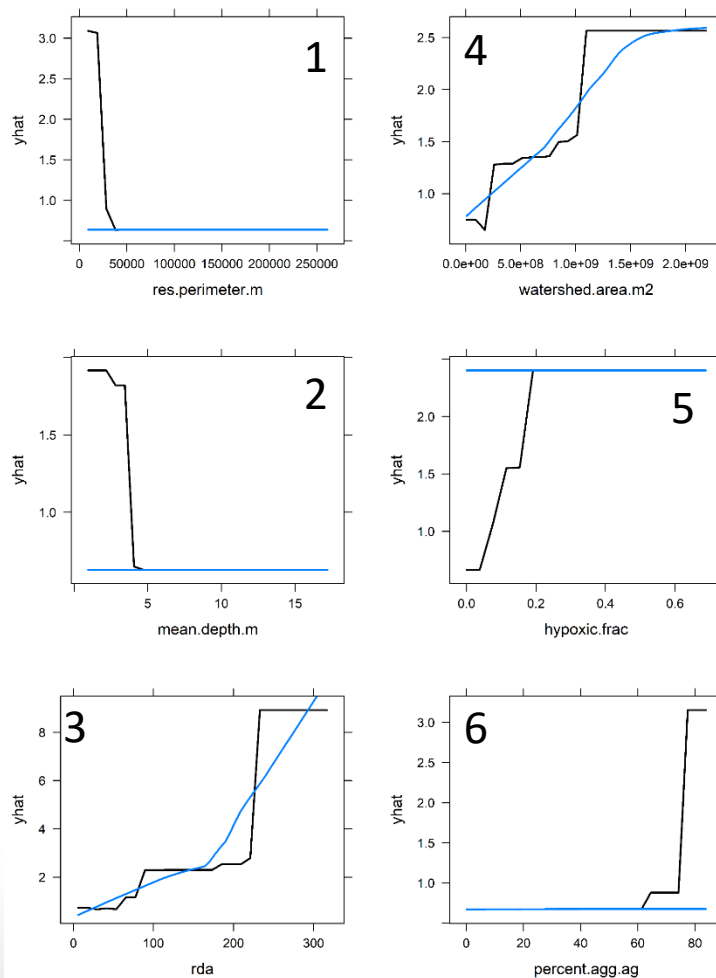 1
yhat
3.0
2.5
2.0
1.5
1.0
0 50000 100000 150000 200000 250000
res.perimeter.m
4
yhat
2.5
2.0
1.5
1.0
0.0e+00 5.0e+08 1.0e+09 1.5e+09 2.0e+09
watershed.area.m2
2
yhat
1.5
1.0
5 10 15
mean.depth.m
5
yhat
2.0
1.5
1.0
0.0 0.2 0.4 0.6
hypoxic.frac
3
yhat
8
6
4
2
0 100 200 300
rda
6
yhat
3.0
2.5
2.0
1.5
1.0
0 20 40 60 80
percent.agg.ag